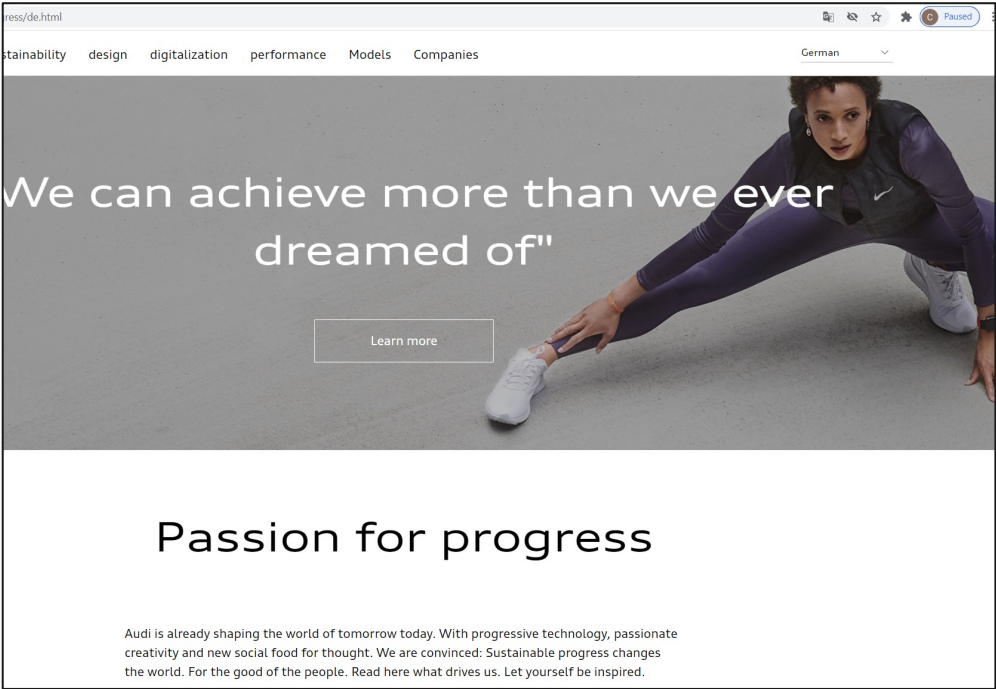 ress/de.html
Paused
stainability design digitalization performance Models Companies
German
We can achieve more than we ever
dreamed of"
Learn more
Passion for progress
Audi is already shaping the world of tomorrow today. With progressive technology, passionate
creativity and new social food for thought. We are convinced: Sustainable progress changes
the world. For the good of the people. Read here what drives us. Let yourself be inspired.